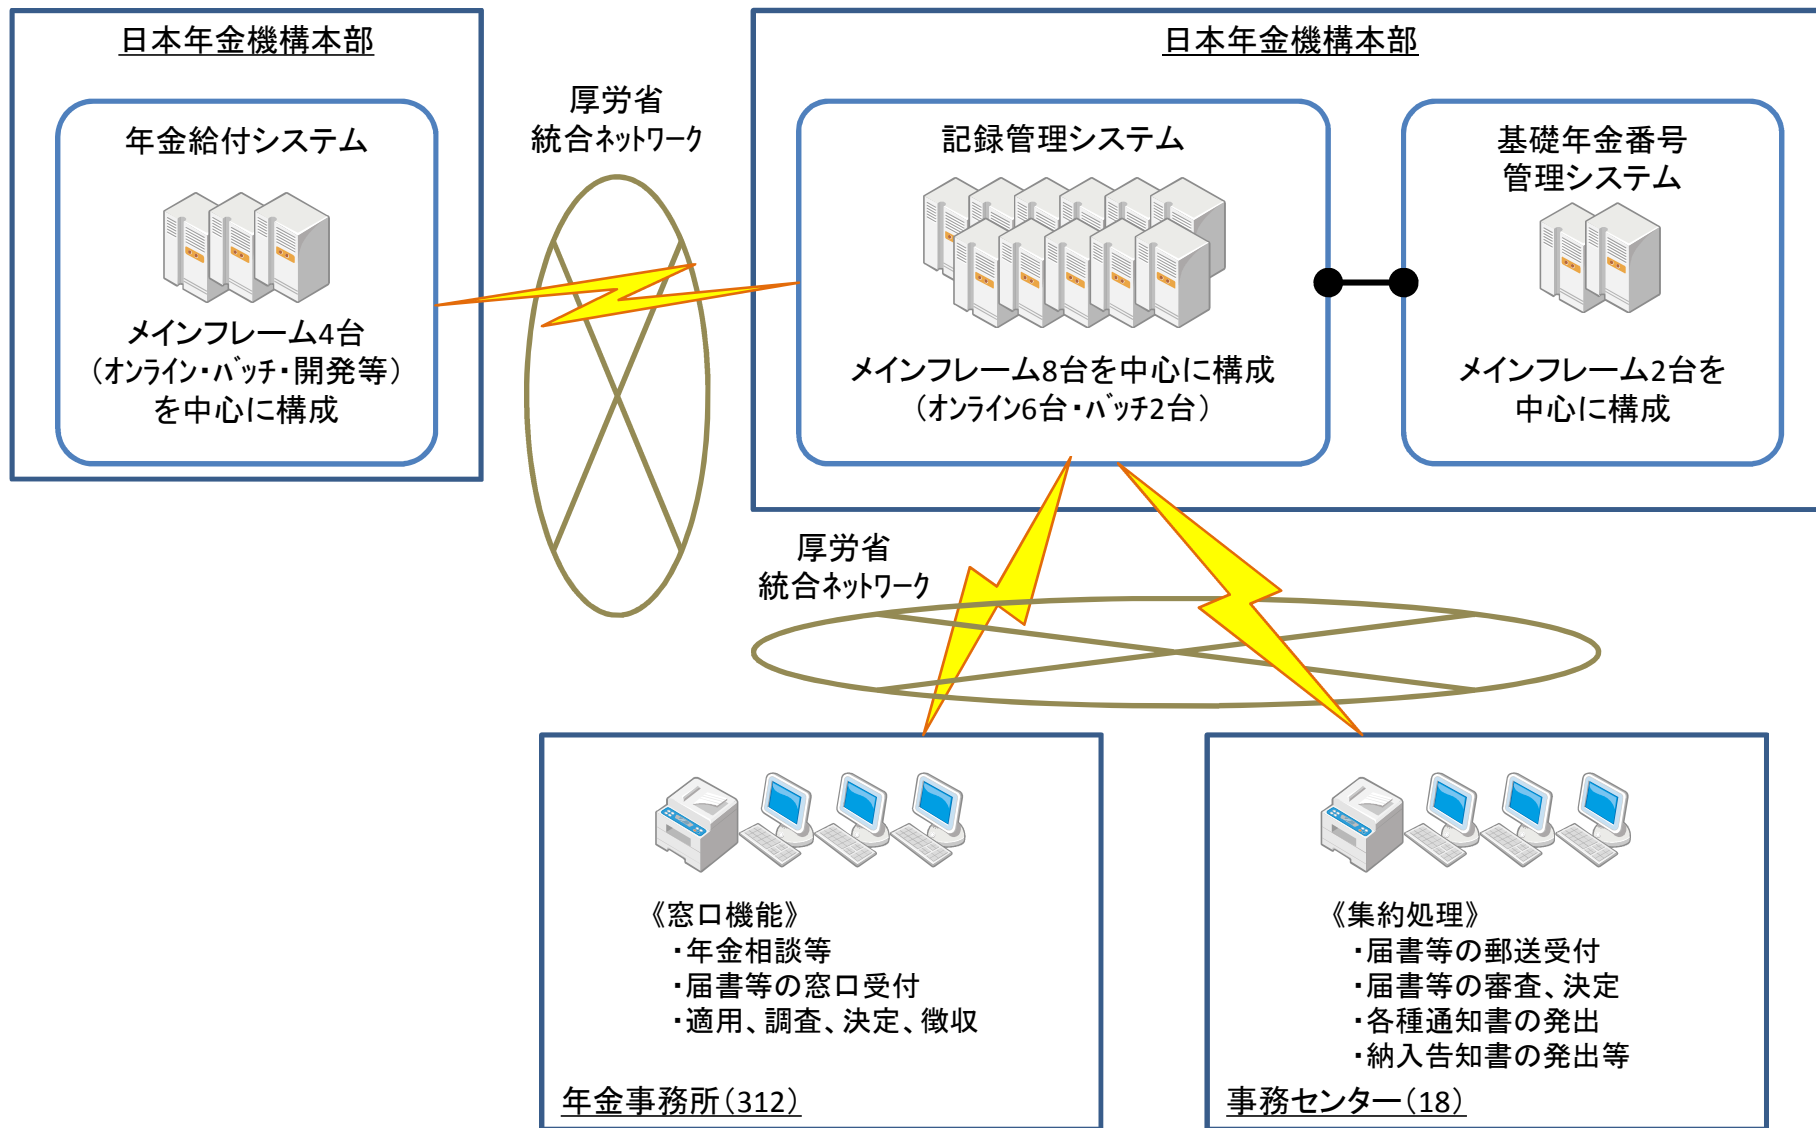 日本年金機構本部
年金給付システム
メインフレーム4台
（オンライン・バッチ・開発等）
を中心に構成
厚労省
統合ネットワーク
日本年金機構本部
記録管理システム
メインフレーム8台を中心に構成
（オンライン6台・バッチ2台）
基礎年金番号
管理システム
メインフレーム2台を
中心に構成
厚労省
統合ネットワーク
《窓口機能》
・年金相談等
・届書等の窓口受付
・適用、調査、決定、徴収
年金事務所（312）
《集約処理》
・届書等の郵送受付
・届書等の審査、決定
・各種通知書の発出
・納入告知書の発出等
事務センター（18）